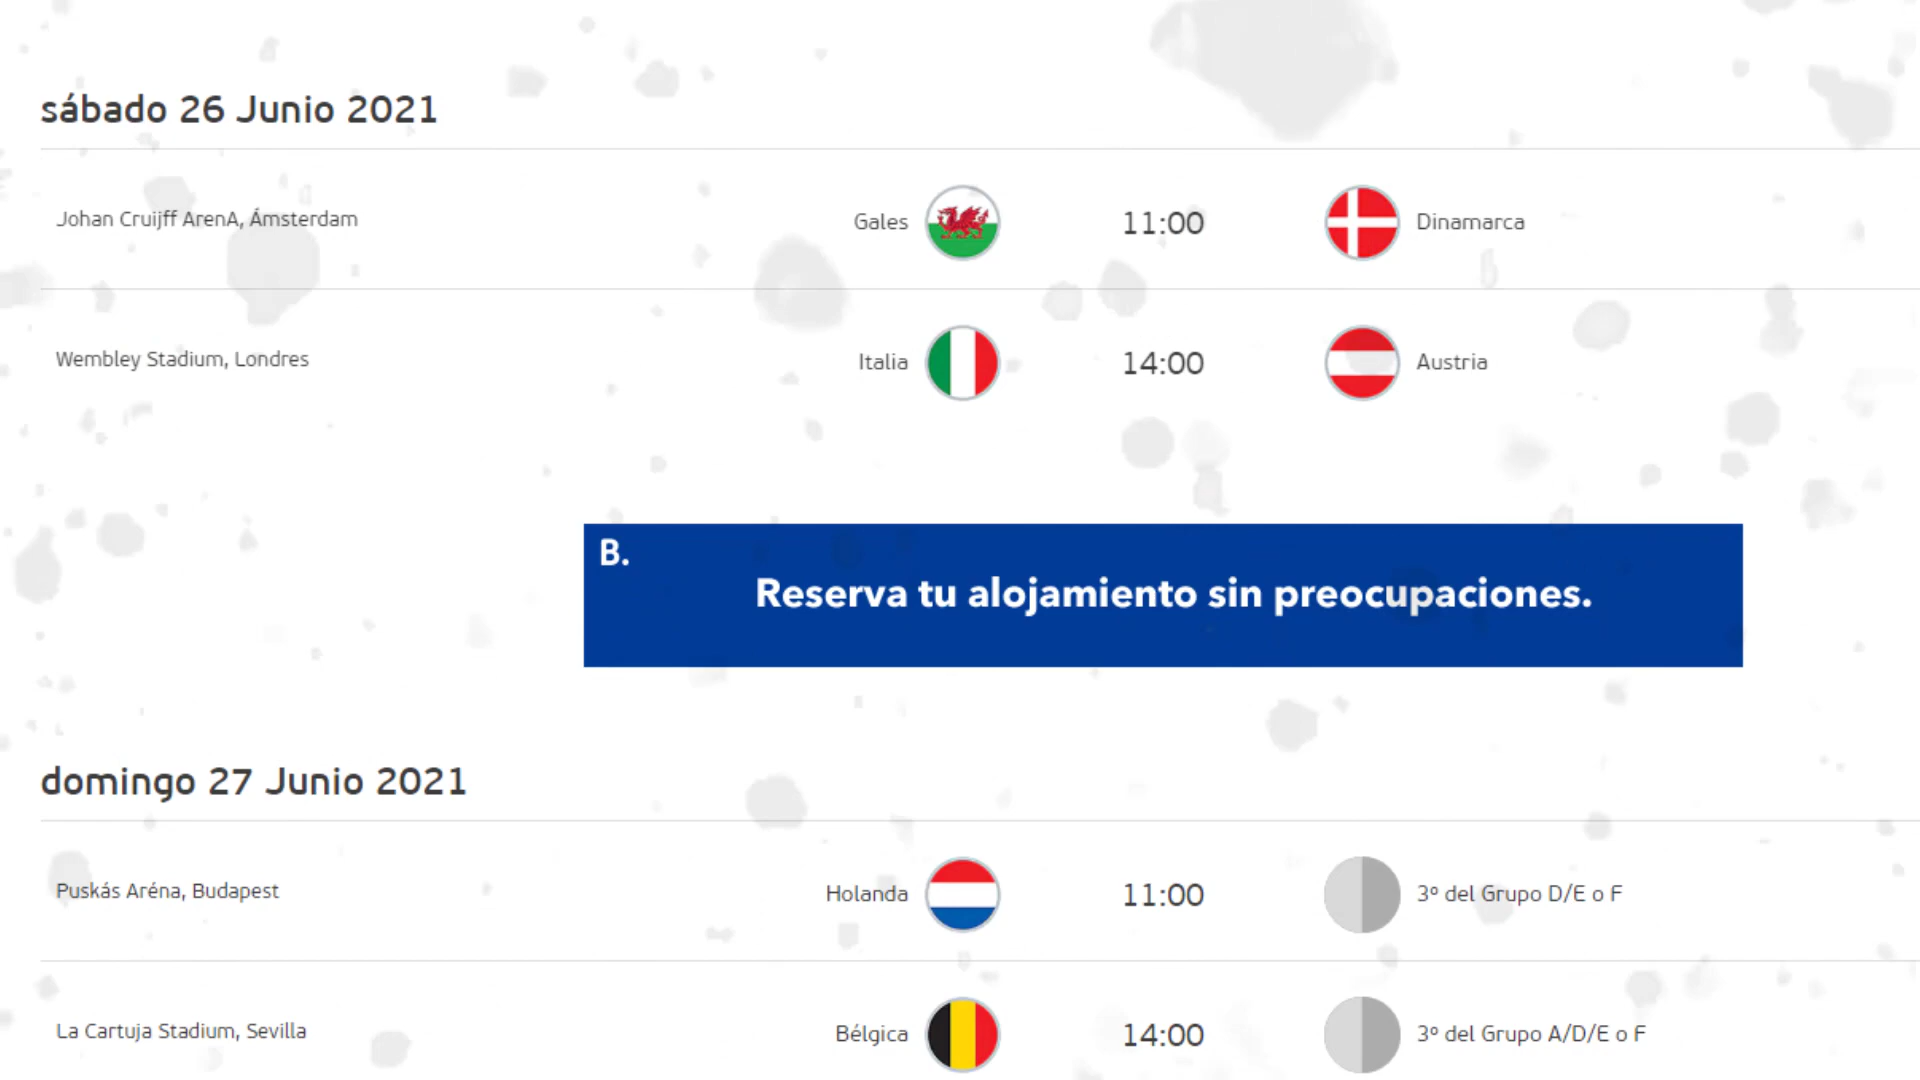 sábado 26 Junio 2021
Johan Cruijff ArenA, Ámsterdam Gales 11:00 Dinamarca
Wembley Stadium, Londres Italia 14:00 Austria
B.
Reserva tu alojamiento sin preocupaciones.
domingo 27 Junio 2021
Puskás Aréna, Budapest Holanda 11:00 3º del Grupo D/E o F
La Cartuja Stadium, Sevilla Bélgica 14:00 3º del Grupo A/D/E o F